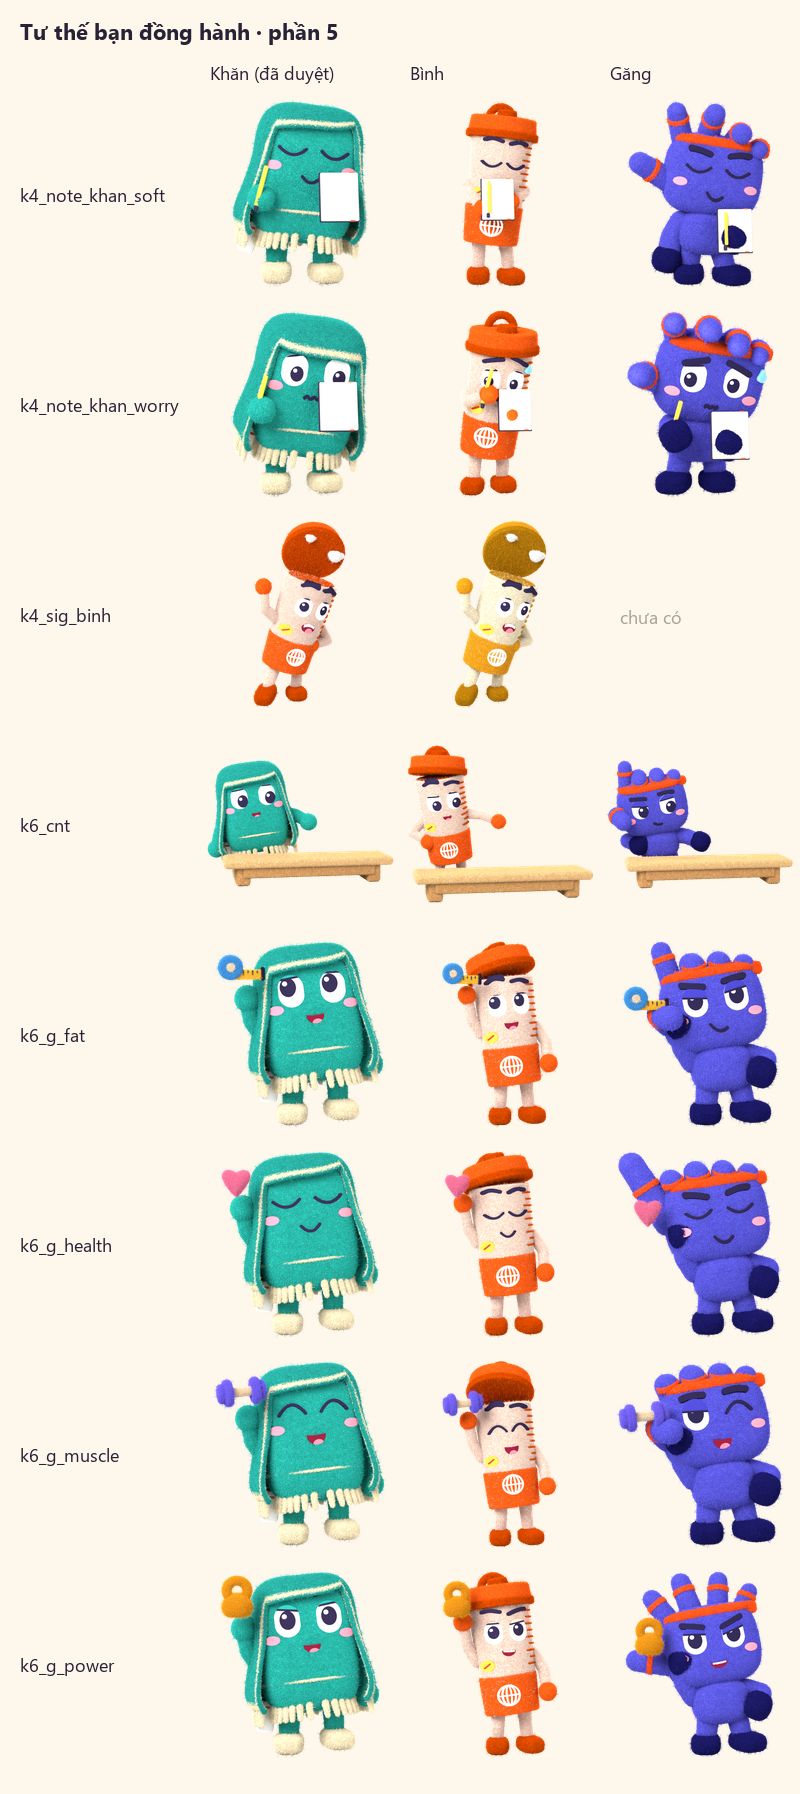 Tư thế bạn đồng hành · phần 5
Khăn (đã duyệt) Bình Găng
k4_note_khan_soft
k4_note_khan_worry
k4_sig_binh
chưa có
k6_cnt
k6_g_fat
k6_g_health
k6_g_muscle
k6_g_power